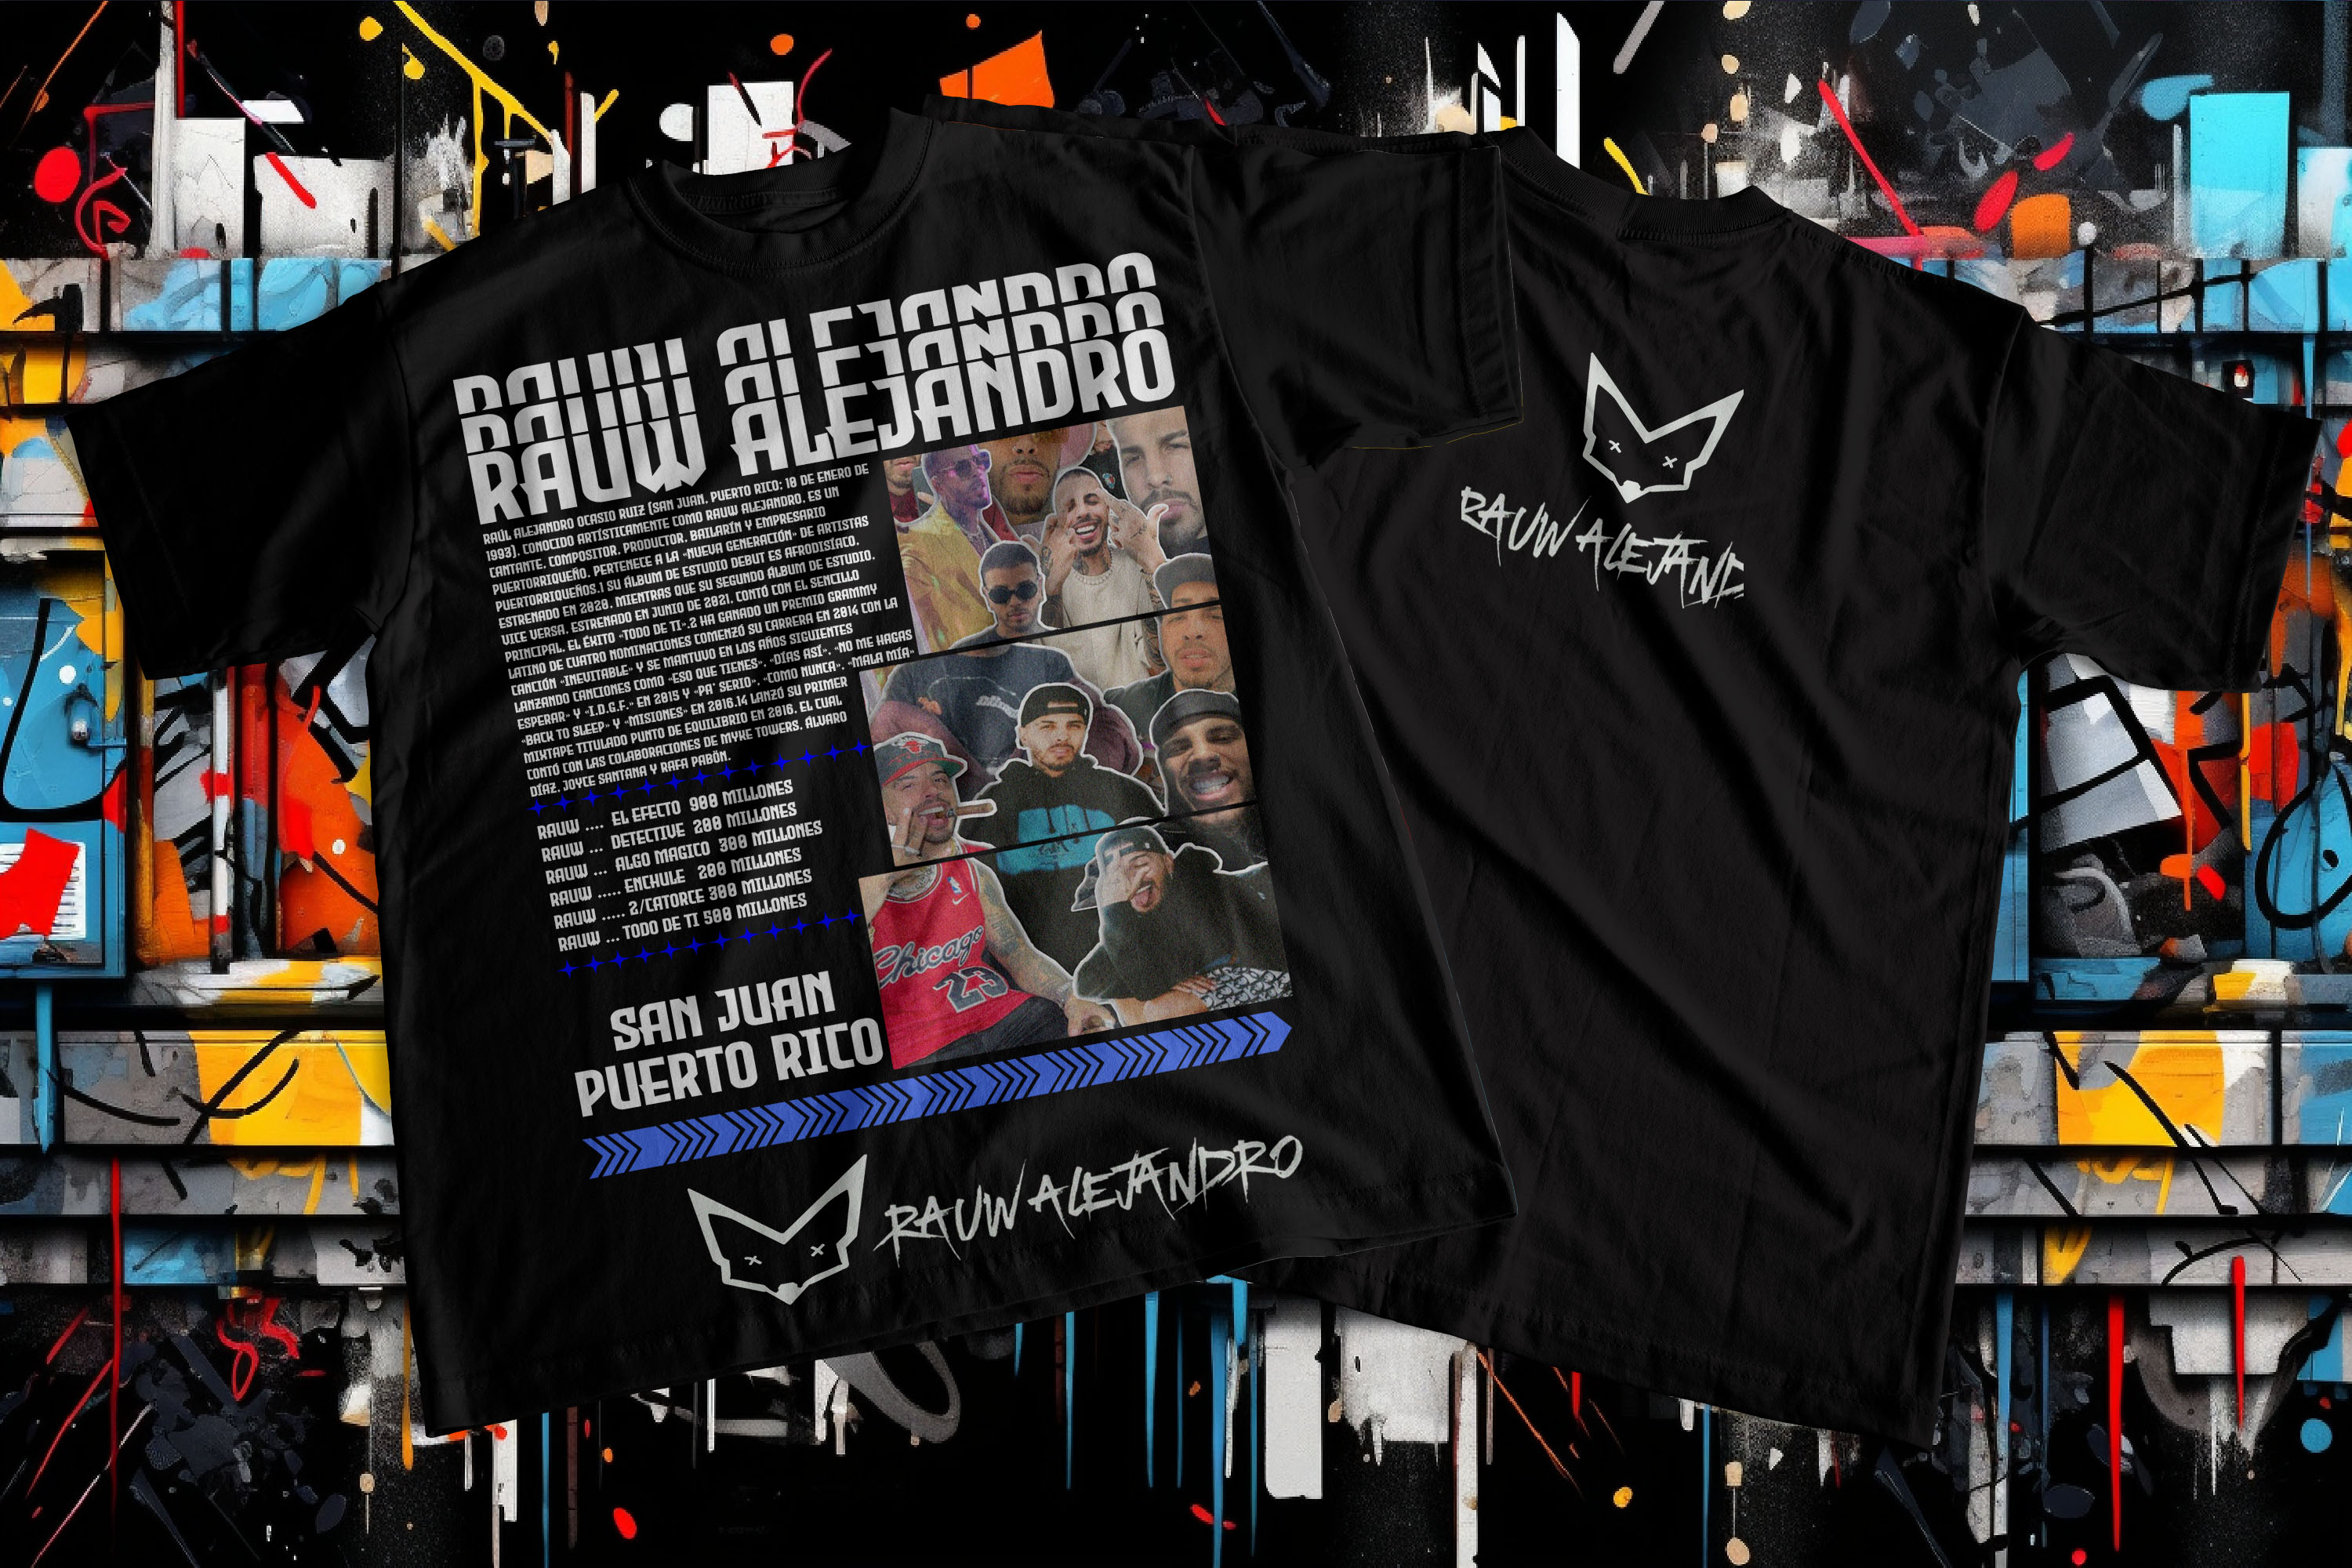 RAUW ALEJANDRO
RAUW ALEJANDRO
RAUW ALEJANDRO
RAÚL ALEJANDRO OCASIO RUIZ (SAN JUAN, PUERTO RICO; 10 DE ENERO DE
1993), CONOCIDO ARTÍSTICAMENTE COMO RAUW ALEJANDRO, ES UN
CANTANTE, COMPOSITOR, PRODUCTOR, BAILARÍN Y EMPRESARIO
PUERTORRIQUEÑO. PERTENECE A LA «NUEVA GENERACIÓN» DE ARTISTAS
PUERTORRIQUEÑOS.1 SU ÁLBUM DE ESTUDIO DEBUT ES AFRODISÍACO,
ESTRENADO EN 2020, MIENTRAS QUE SU SEGUNDO ÁLBUM DE ESTUDIO,
VICE VERSA, ESTRENADO EN JUNIO DE 2021, CONTÓ CON EL SENCILLO
PRINCIPAL, EL ÉXITO «TODO DE TI».2 HA GANADO UN PREMIO GRAMMY
LATINO DE CUATRO NOMINACIONES COMENZÓ SU CARRERA EN 2014 CON LA
CANCIÓN «INEVITABLE» Y SE MANTUVO EN LOS AÑOS SIGUIENTES
LANZANDO CANCIONES COMO «ESO QUE TIENES», «DÍAS ASÍ», «NO ME HAGAS
ESPERAR» Y «I.D.G.F.» EN 2015 Y «PA' SERIO», «COMO NUNCA», «MALA MÍA»
«BACK TO SLEEP» Y «MISIONES» EN 2016.14 LANZÓ SU PRIMER
MIXTAPE TITULADO PUNTO DE EQUILIBRIO EN 2016, EL CUAL
CONTÓ CON LAS COLABORACIONES DE MYKE TOWERS, ÁLVARO
DÍAZ, JOYCE SANTANA Y RAFA PABÖN.
RAUW .... EL EFECTO 900 MILLONES
RAUW ... DETECTIVE 200 MILLONES
RAUW ... ALGO MAGICO 300 MILLONES
RAUW ..... ENCHULE 200 MILLONES
RAUW ..... 2/CATORCE 300 MILLONES
RAUW ... TODO DE TI 500 MILLONES
SAN JUAN
PUERTO RICO
Chicago
23
RAUW ALEJANDRO
RAUW ALEJAND